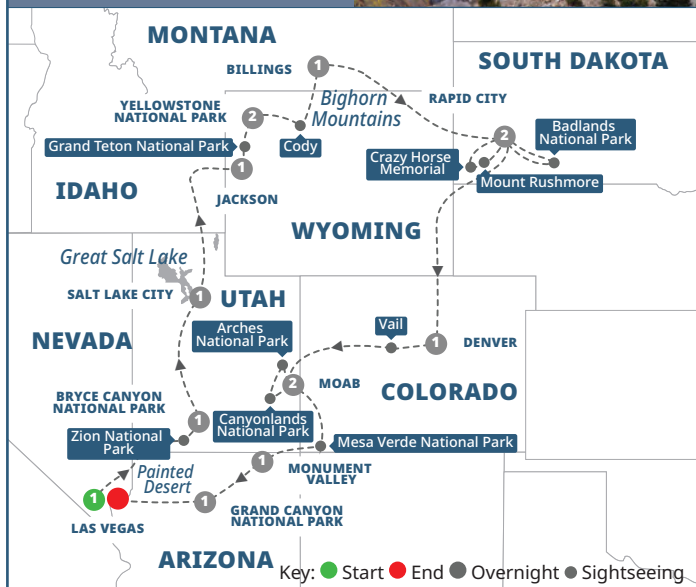 MONTANA
SOUTH DAKOTA
BILLINGS
1
Bighorn
Mountains
RAPID CITY
YELLOWSTONE
NATIONAL PARK
2
2
Badlands
National Park
Grand Teton National Park
Cody
Crazy Horse
Memorial
Mount Rushmore
1
IDAHO
JACKSON
WYOMING
Great Salt Lake
SALT LAKE CITY
1
UTAH
NEVADA
Arches
National Park
Vail
1
DENVER
2
MOAB
COLORADO
BRYCE CANYON
NATIONAL PARK
1
Canyonlands
National Park
Zion National
Park
Mesa Verde National Park
Painted
Desert
1
MONUMENT
VALLEY
1
1
GRAND CANYON
NATIONAL PARK
LAS VEGAS
ARIZONA
Key: Start End Overnight Sightseeing